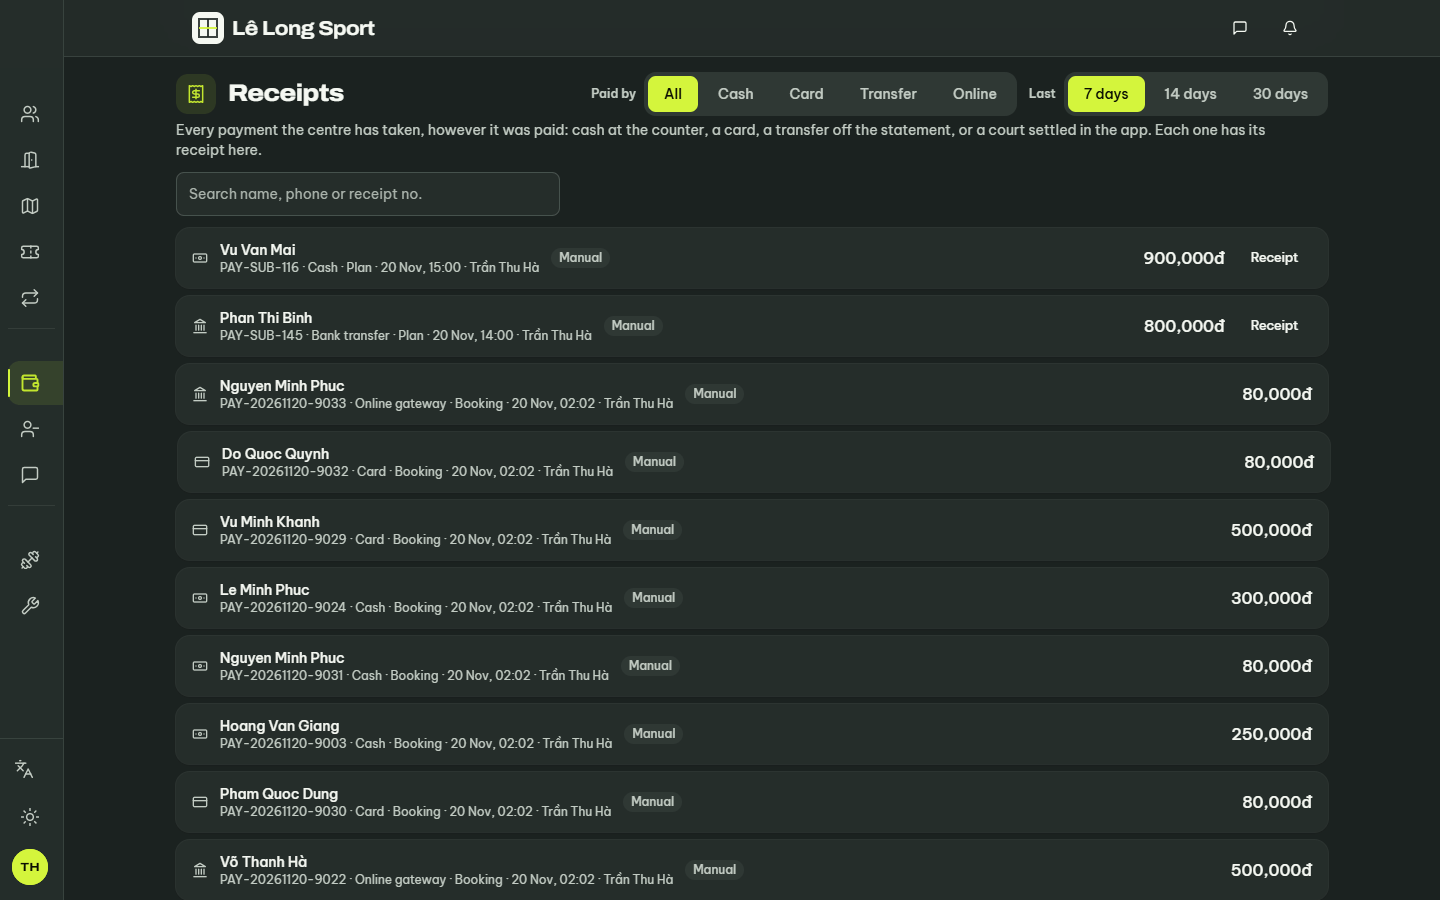 Lê Long Sport
Receipts
Paid by
All
Cash
Card
Transfer
Online
Last
7 days
14 days
30 days
Every payment the centre has taken, however it was paid: cash at the counter, a card, a transfer off the statement, or a court settled in the app. Each one has its
receipt here.
Search name, phone or receipt no.
Vu Van Mai
PAY-SUB-116 · Cash · Plan · 20 Nov, 15:00 · Trần Thu Hà
Manual
900,000đ
Receipt
Phan Thi Binh
PAY-SUB-145 · Bank transfer · Plan · 20 Nov, 14:00 · Trần Thu Hà
Manual
800,000đ
Receipt
Nguyen Minh Phuc
PAY-20261120-9033 · Online gateway · Booking · 20 Nov, 02:02 · Trần Thu Hà
Manual
80,000đ
Do Quoc Quynh
PAY-20261120-9032 · Card · Booking · 20 Nov, 02:02 · Trần Thu Hà
Manual
80,000đ
Vu Minh Khanh
PAY-20261120-9029 · Card · Booking · 20 Nov, 02:02 · Trần Thu Hà
Manual
500,000đ
Le Minh Phuc
PAY-20261120-9024 · Cash · Booking · 20 Nov, 02:02 · Trần Thu Hà
Manual
300,000đ
Nguyen Minh Phuc
PAY-20261120-9031 · Cash · Booking · 20 Nov, 02:02 · Trần Thu Hà
Manual
80,000đ
Hoang Van Giang
PAY-20261120-9003 · Cash · Booking · 20 Nov, 02:02 · Trần Thu Hà
Manual
250,000đ
Pham Quoc Dung
PAY-20261120-9030 · Card · Booking · 20 Nov, 02:02 · Trần Thu Hà
Manual
80,000đ
Võ Thanh Hà
PAY-20261120-9022 · Online gateway · Booking · 20 Nov, 02:02 · Trần Thu Hà
Manual
500,000đ
TH